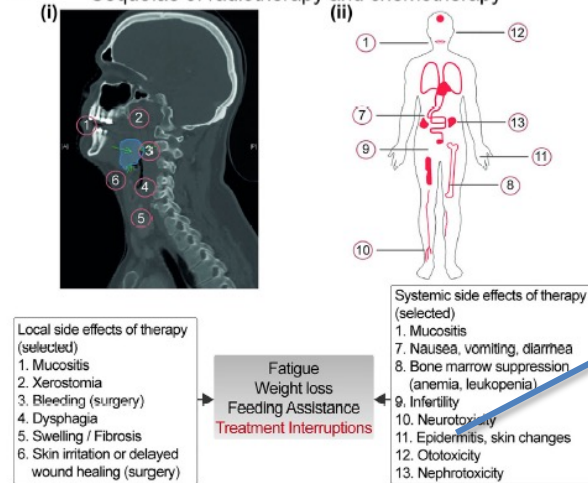 Sequelae of radiotherapy and chemotherapy
(i)
(ii)
1
2
3
4
5
6
1
12
7
13
9
11
8
10
Local side effects of therapy
(selected)
1. Mucositis
2. Xerostomia
3. Bleeding (surgery)
4. Dysphagia
5. Swelling / Fibrosis
6. Skin irritation or delayed
wound healing (surgery)
Fatigue
Weight loss
Feeding Assistance
Treatment Interruptions
Systemic side effects of therapy
(selected)
1. Mucositis
7. Nausea, vomiting, diarrhea
8. Bone marrow suppression
(anemia, leukopenia)
9. Infertility
10. Neurotoxicity
11. Epidermitis, skin changes
12. Ototoxicity
13. Nephrotoxicity